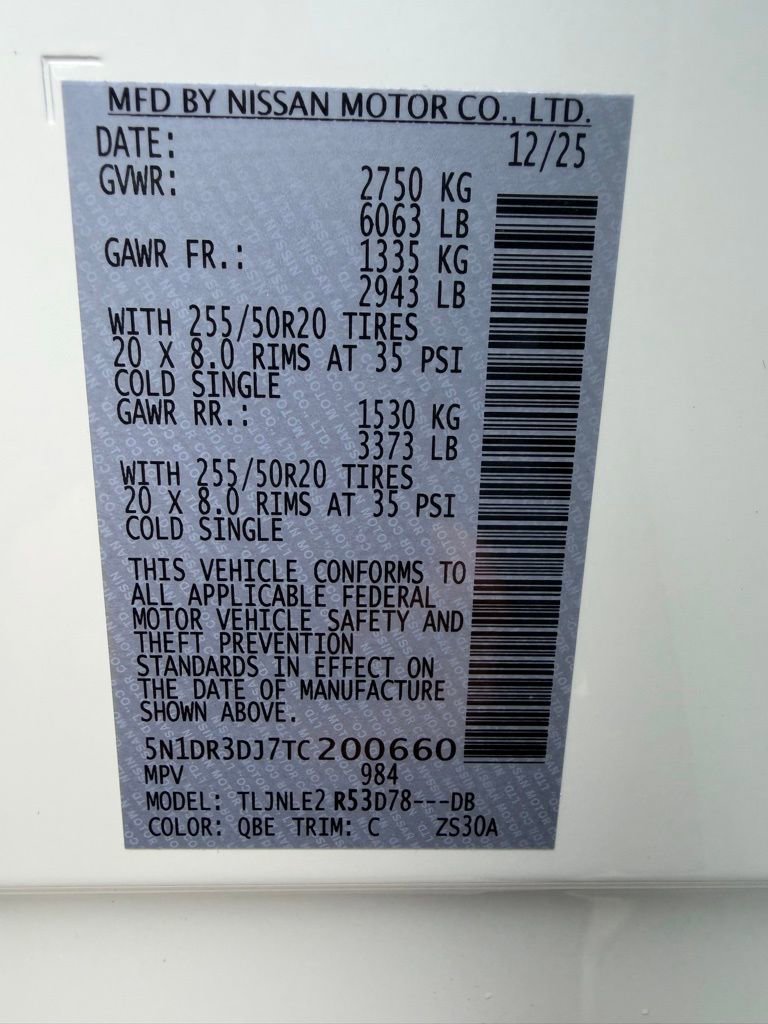 MFD BY NISSAN MOTOR CO., LTD.
DATE: 12/25
GVWR: 2750 KG
6063 LB
GAWR FR.: 1335 KG
2943 LB
WITH 255/50R20 TIRES
20 X 8.0 RIMS AT 35 PSI
COLD SINGLE
GAWR RR.: 1530 KG
3373 LB
WITH 255/50R20 TIRES
20 X 8.0 RIMS AT 35 PSI
COLD SINGLE
THIS VEHICLE CONFORMS TO
ALL APPLICABLE FEDERAL
MOTOR VEHICLE SAFETY AND
THEFT PREVENTION
STANDARDS IN EFFECT ON
THE DATE OF MANUFACTURE
SHOWN ABOVE.
5N1DR3DJ7TC200660
MPV 984
MODEL: TLJNLE2 R53D78---DB
COLOR: QBE TRIM: C ZS30A